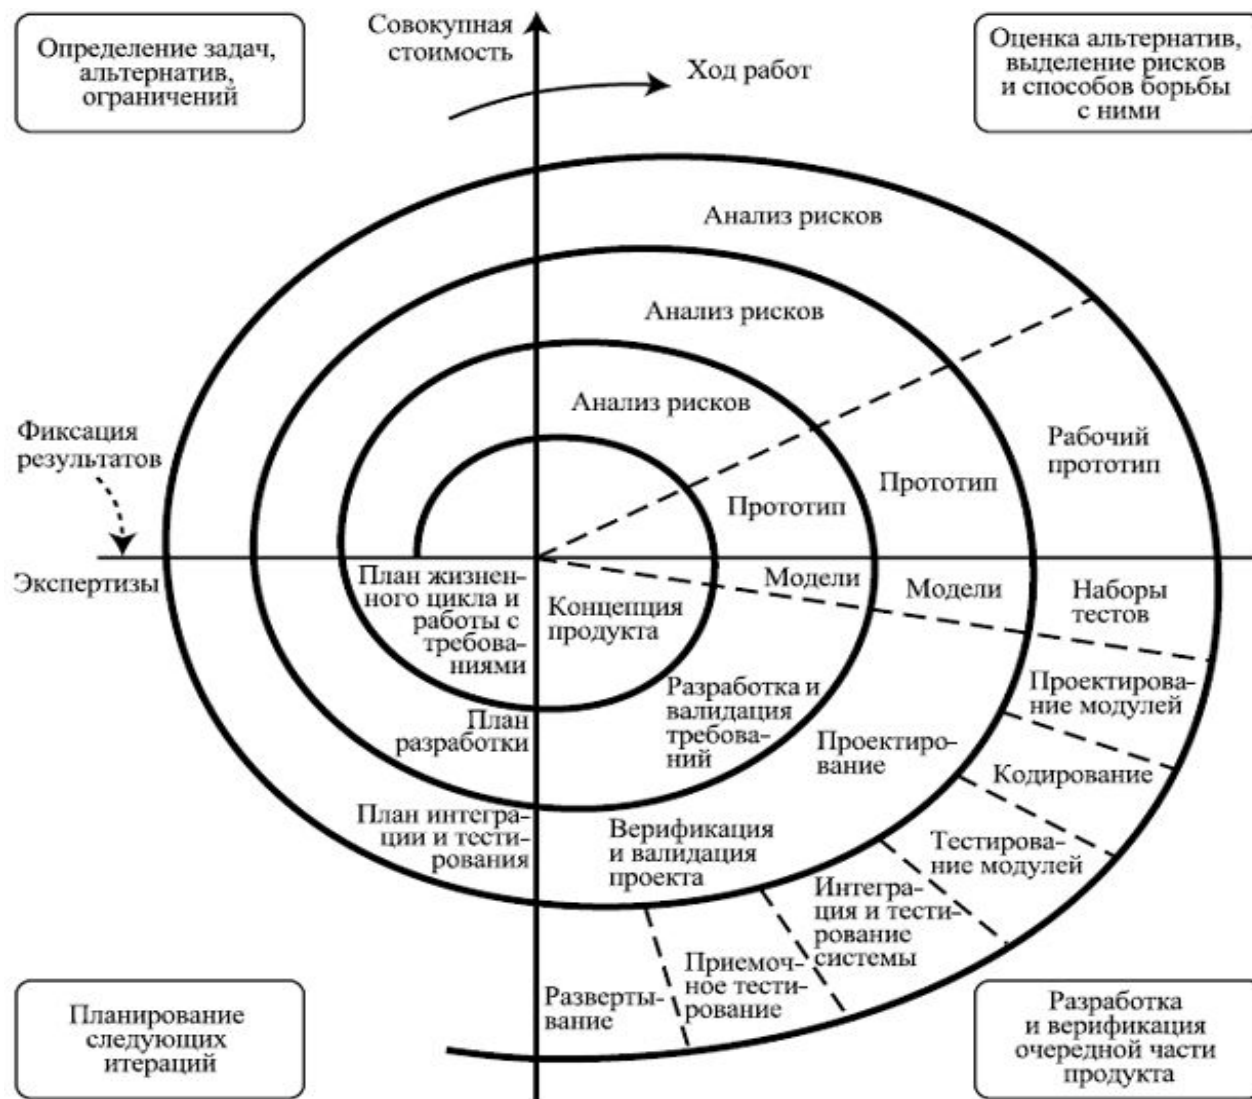 Определение задач,
альтернатив,
ограничений
Совокупная
стоимость
Ход работ
Оценка альтернатив,
выделение рисков
и способов борьбы
с ними
Анализ рисков
Анализ рисков
Анализ рисков
Фиксация
результатов
Рабочий
прототип
Прототип
Прототип
Экспертизы
План жизнен-
ного цикла и
работы с
требова-
ниями
Концепция
продукта
Модели
Модели
Наборы
тестов
План
разработки
Разработка и
валидация
требова-
ний
Проектиро-
вание
Проектирова-
ние модулей
Кодирование
План интегра-
ции и тести-
рования
Верификация
и валидация
проекта
Тестирова-
ние модулей
Интегра-
ция и тести-
рование
системы
Приемоч-
ное тести-
рование
Разверты-
вание
Планирование
следующих
итераций
Разработка
и верификация
очередной части
продукта